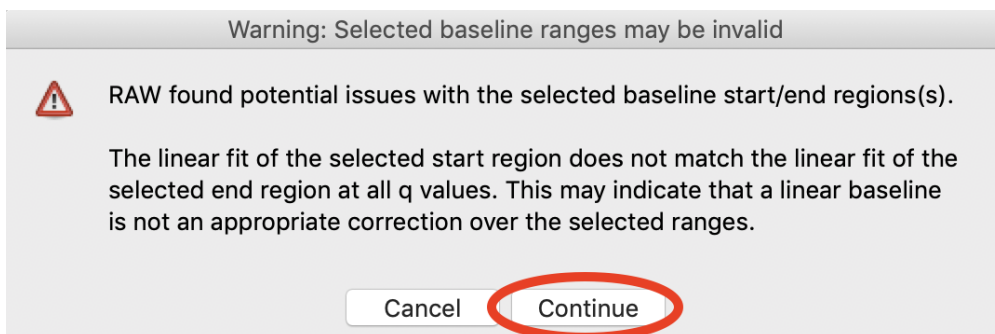 Warning: Selected baseline ranges may be invalid
RAW found potential issues with the selected baseline start/end regions(s).
The linear fit of the selected start region does not match the linear fit of the
selected end region at all q values. This may indicate that a linear baseline
is not an appropriate correction over the selected ranges.
Cancel
Continue